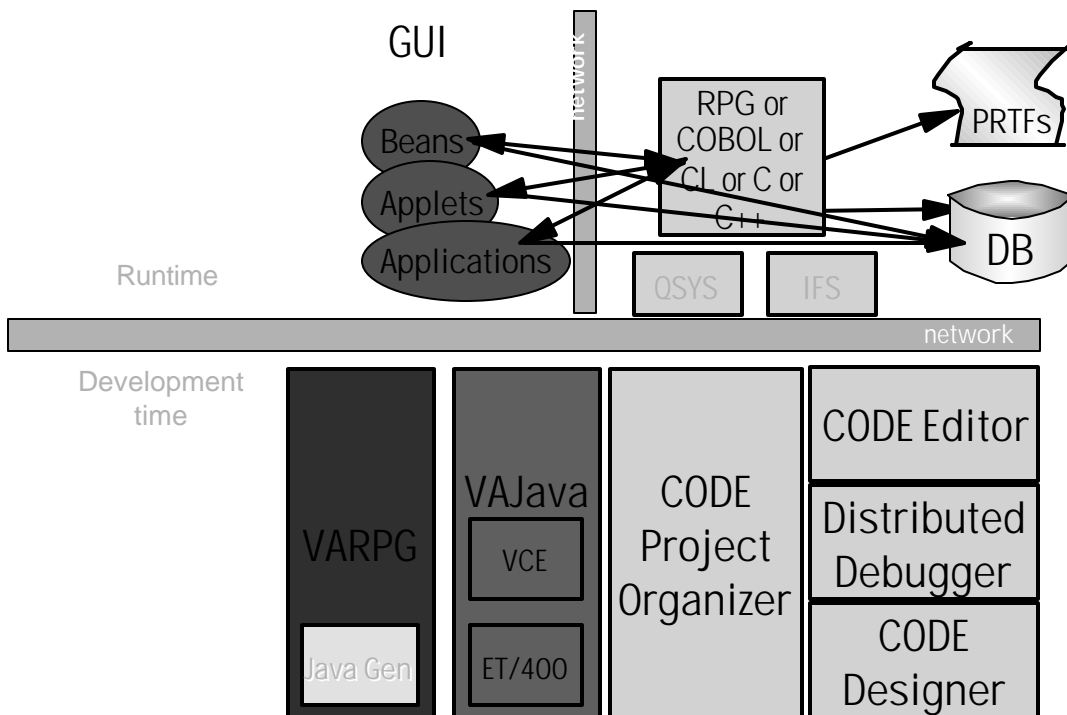 GUI
network
RPG or
COBOL or
CL or C or
C++
PRTFs
Beans
Applets
Applications
DB
Runtime
QSYS
IFS
network
Development
time
VARPG
Java Gen
VAJava
VCE
ET/400
CODE
Project
Organizer
CODE Editor
Distributed
Debugger
CODE
Designer